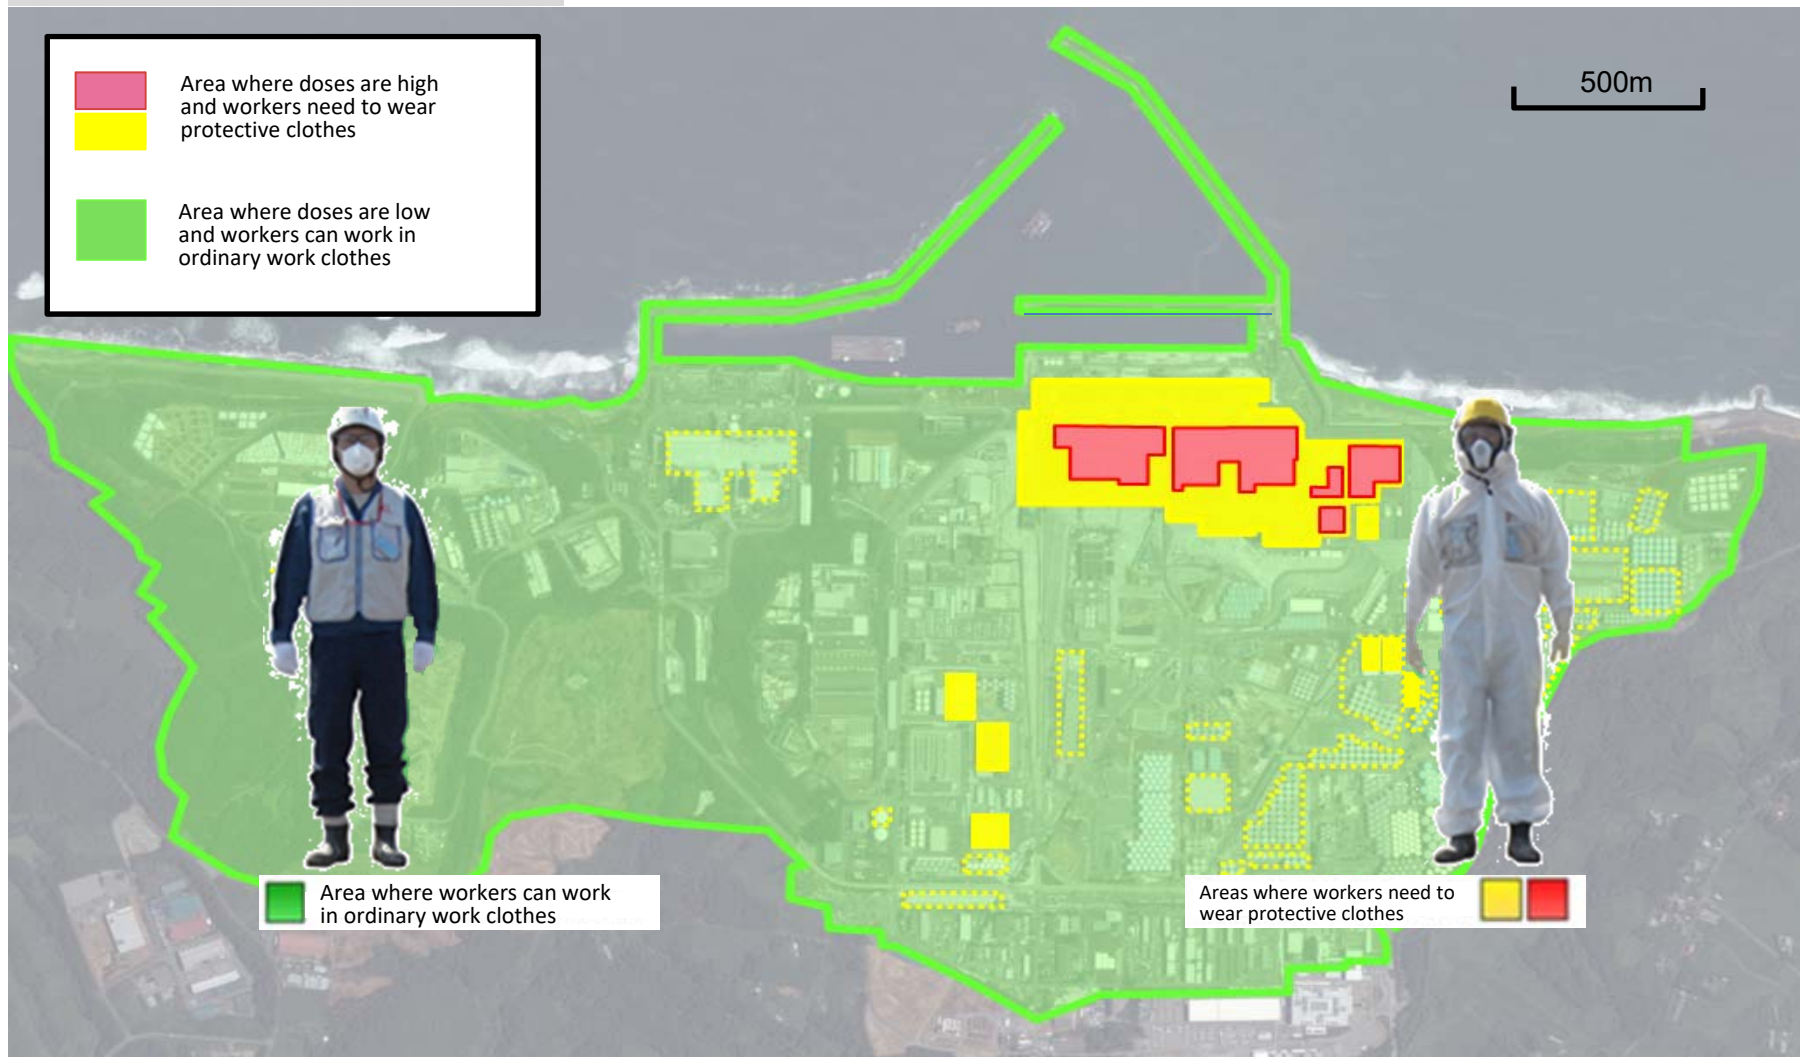 Area where doses are high
and workers need to wear
protective clothes
Area where doses are low
and workers can work in
ordinary work clothes
500m
Area where workers can work
in ordinary work clothes
Areas where workers need to
wear protective clothes